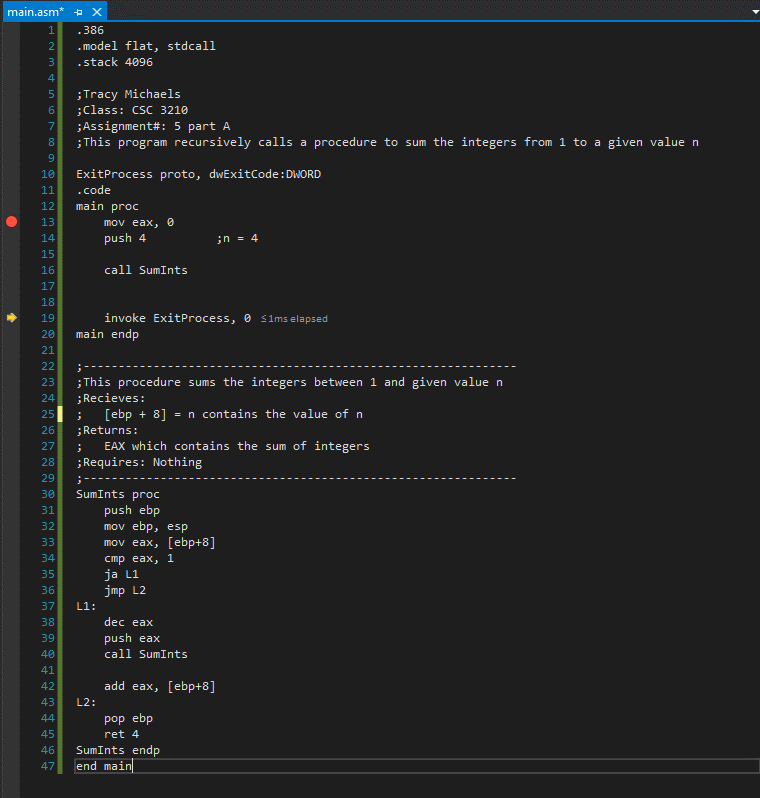 main.asm*
1 .386
2 .model flat, stdcall
3 .stack 4096
4
5 ;Tracy Michaels
6 ;Class: CSC 3210
7 ;Assignment#: 5 part A
8 ;This program recursively calls a procedure to sum the integers from 1 to a given value n
9
10 ExitProcess proto, dwExitCode:DWORD
11 .code
12 main proc
13     mov eax, 0
14     push 4          ;n = 4
15
16     call SumInts
17
18
19     invoke ExitProcess, 0 ≤1ms elapsed
20 main endp
21
22 ;--------------------------------------------------------------
23 ;This procedure sums the integers between 1 and given value n
24 ;Recieves:
25 ;   [ebp + 8] = n contains the value of n
26 ;Returns:
27 ;   EAX which contains the sum of integers
28 ;Requires: Nothing
29 ;--------------------------------------------------------------
30 SumInts proc
31     push ebp
32     mov ebp, esp
33     mov eax, [ebp+8]
34     cmp eax, 1
35     ja L1
36     jmp L2
37 L1:
38     dec eax
39     push eax
40     call SumInts
41
42     add eax, [ebp+8]
43 L2:
44     pop ebp
45     ret 4
46 SumInts endp
47 end main